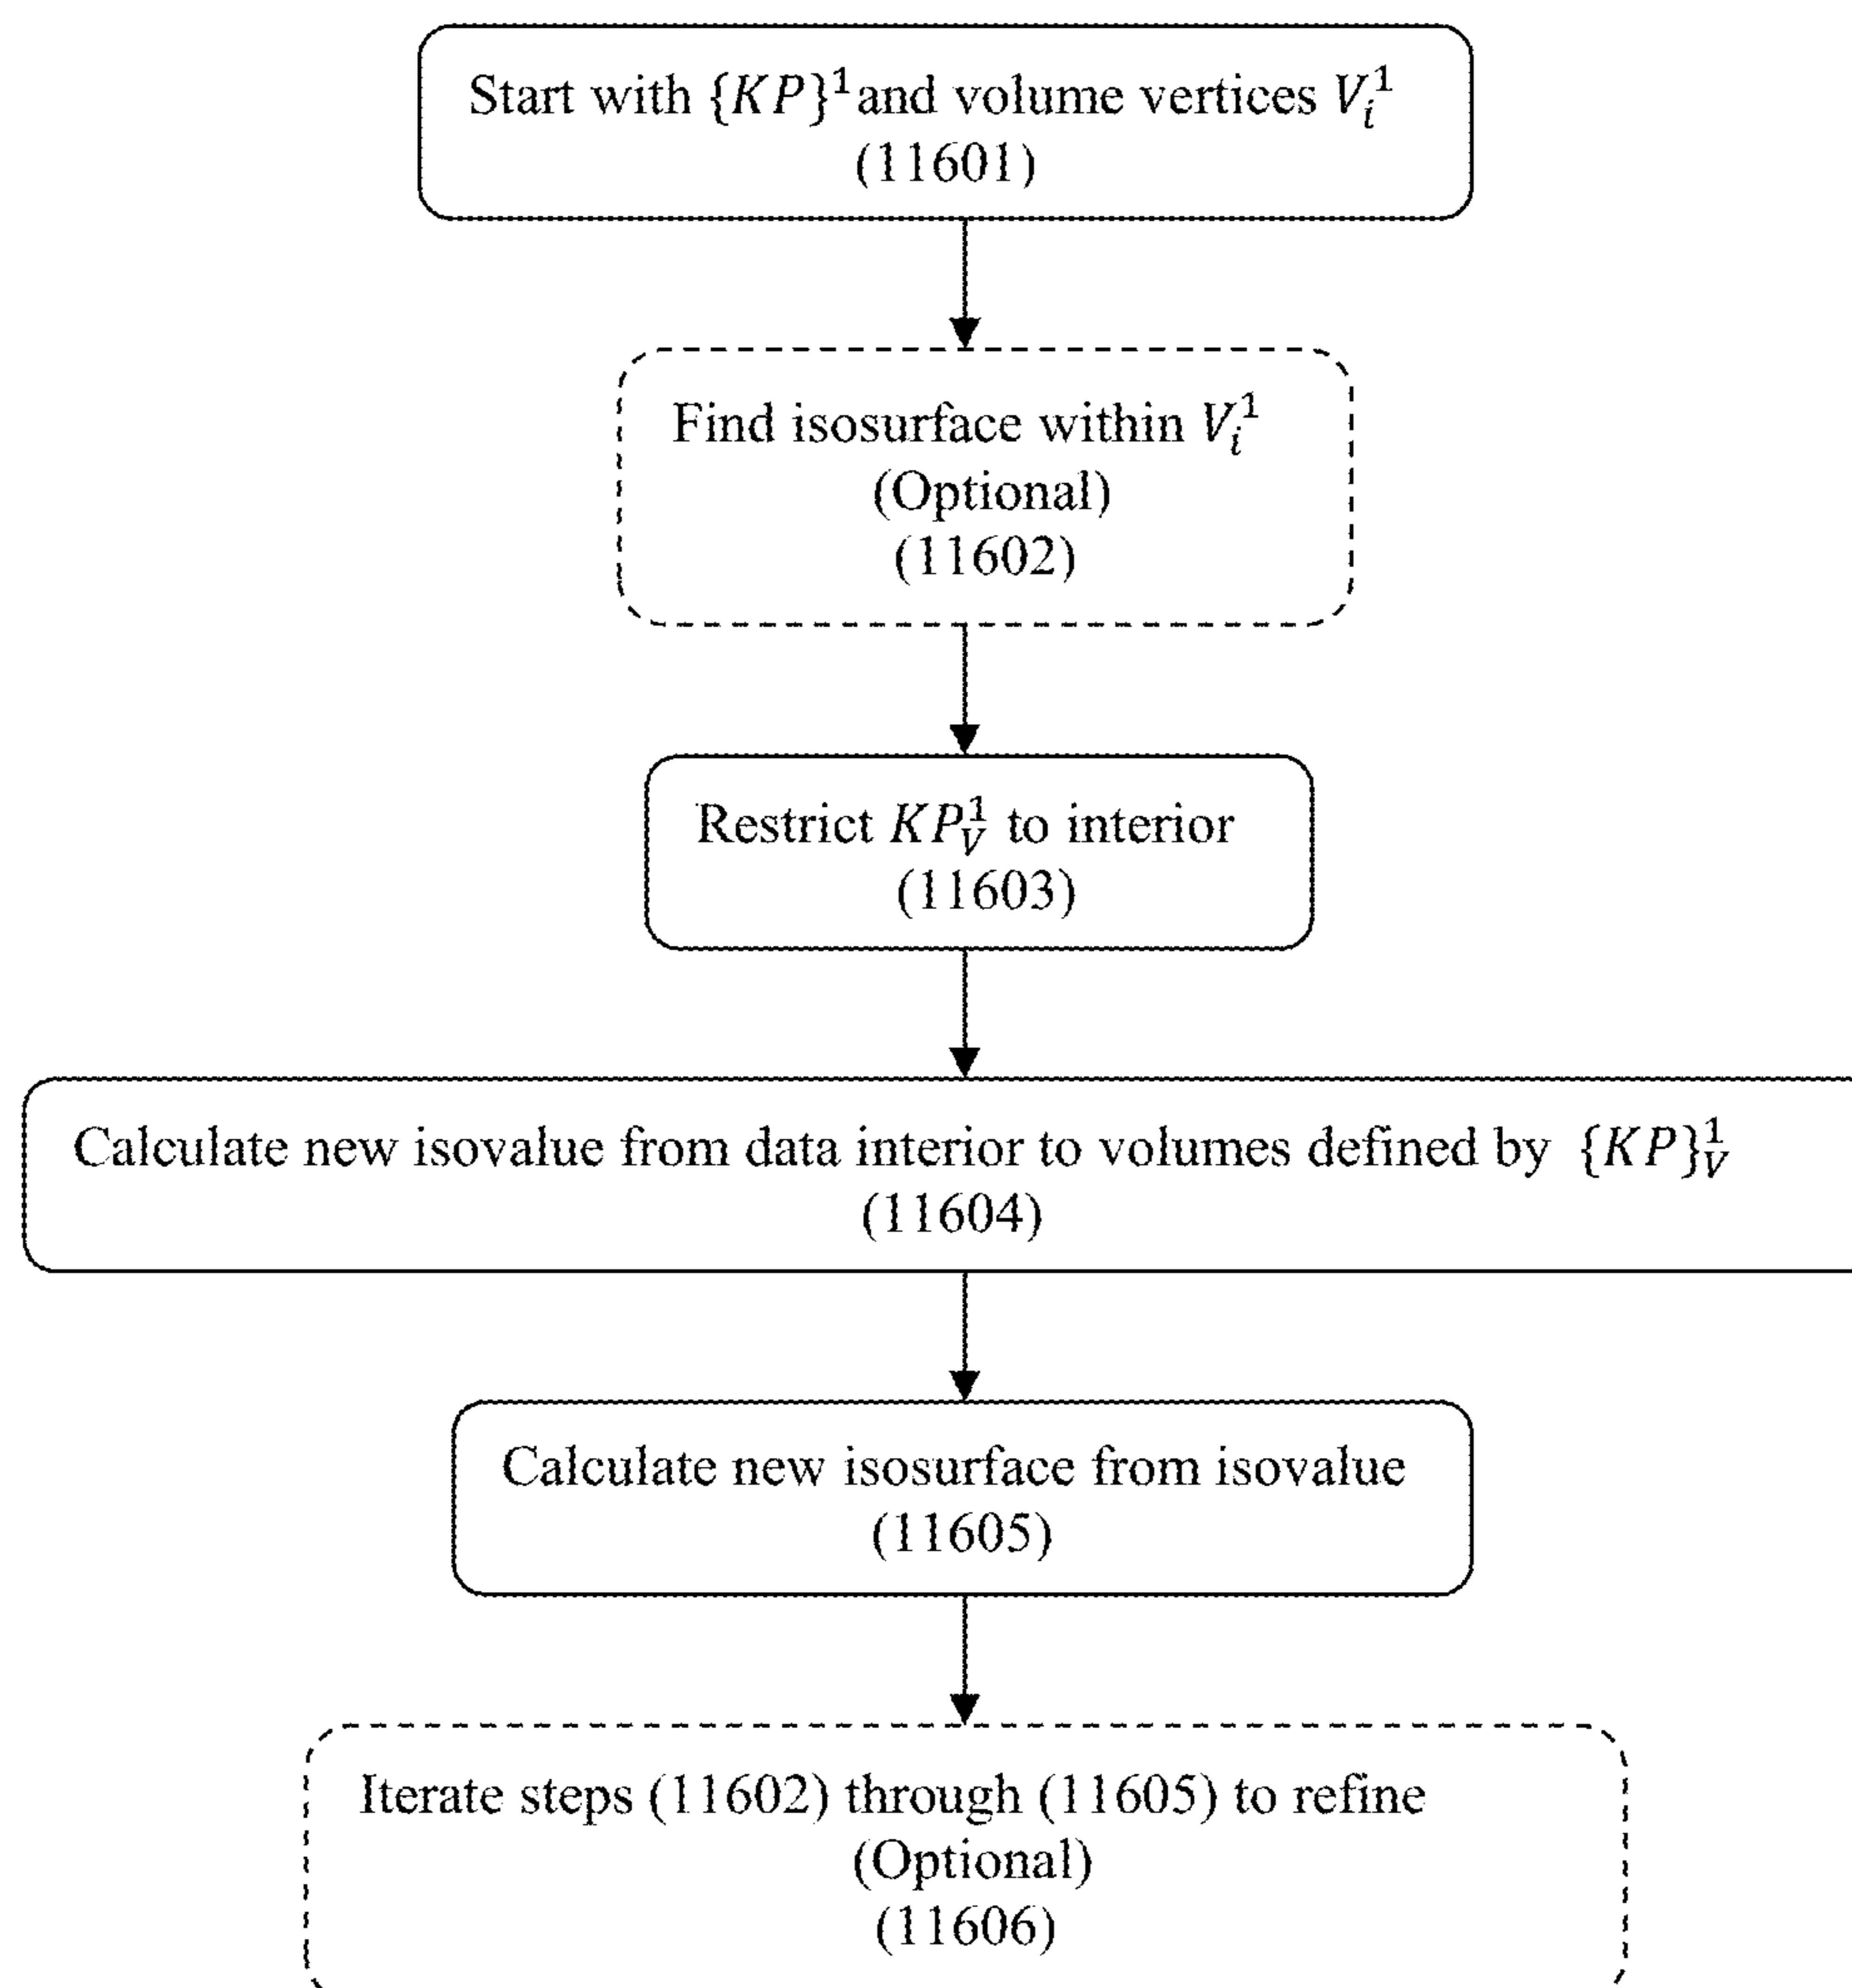 Start with {KP}¹ and volume vertices V_i^1
(11601)
Find isosurface within V_i^1
(Optional)
(11602)
Restrict KP_V^1 to interior
(11603)
Calculate new isovalue from data interior to volumes defined by {KP}_V^1
(11604)
Calculate new isosurface from isovalue
(11605)
Iterate steps (11602) through (11605) to refine
(Optional)
(11606)